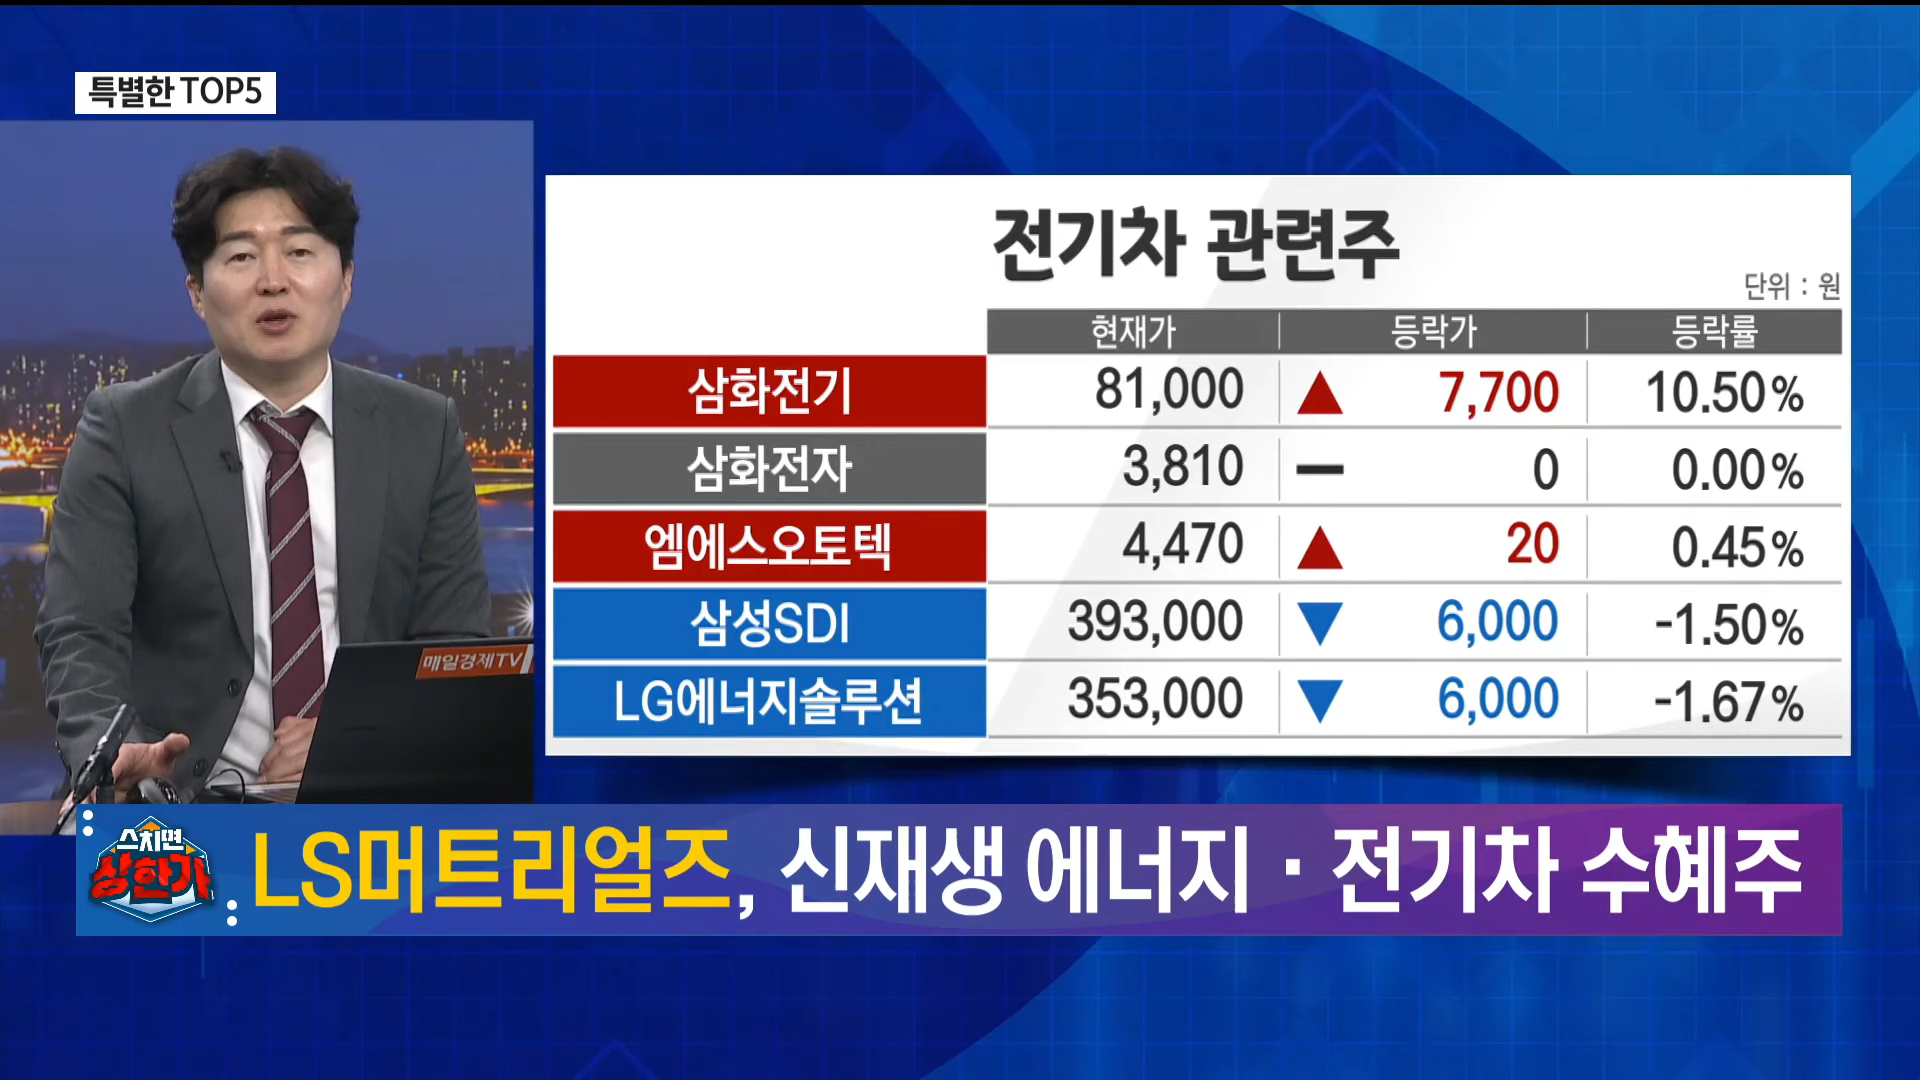 특별한 TOP5
전기차 관련주
단위 : 원
현재가 등락가 등락률
삼화전기 81,000 ▲ 7,700 10.50%
삼화전자 3,810 ─ 0 0.00%
엠에스오토텍 4,470 ▲ 20 0.45%
삼성SDI 393,000 ▼ 6,000 -1.50%
LG에너지솔루션 353,000 ▼ 6,000 -1.67%
매일경제TV
스치면
상한가
LS머트리얼즈, 신재생 에너지 · 전기차 수혜주